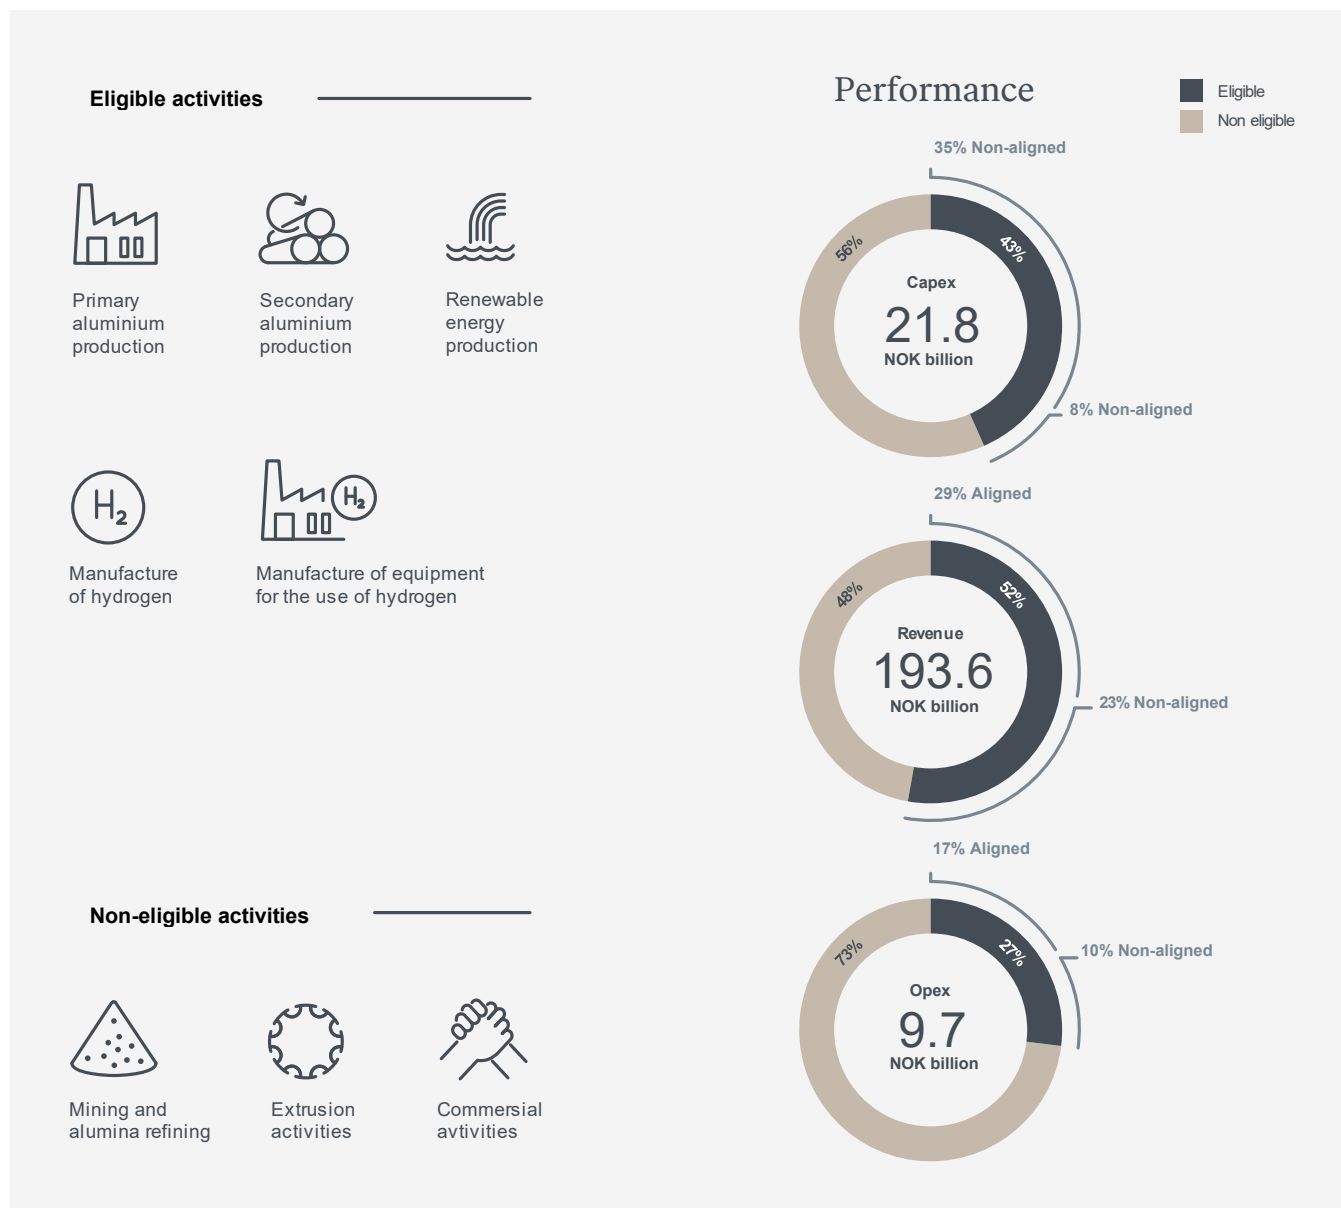 Eligible activities
Primary
aluminium
production
Secondary
aluminium
production
Renewable
energy
production
H2
Manufacture
of hydrogen
H2
Manufacture of equipment
for the use of hydrogen
Non-eligible activities
Mining and
alumina refining
Extrusion
activities
Commersial
avtivities
Performance
Eligible
Non eligible
35% Non-aligned
56%
43%
Capex
21.8
NOK billion
8% Non-aligned
29% Aligned
48%
52%
Revenue
193.6
NOK billion
23% Non-aligned
17% Aligned
73%
27%
10% Non-aligned
Opex
9.7
NOK billion